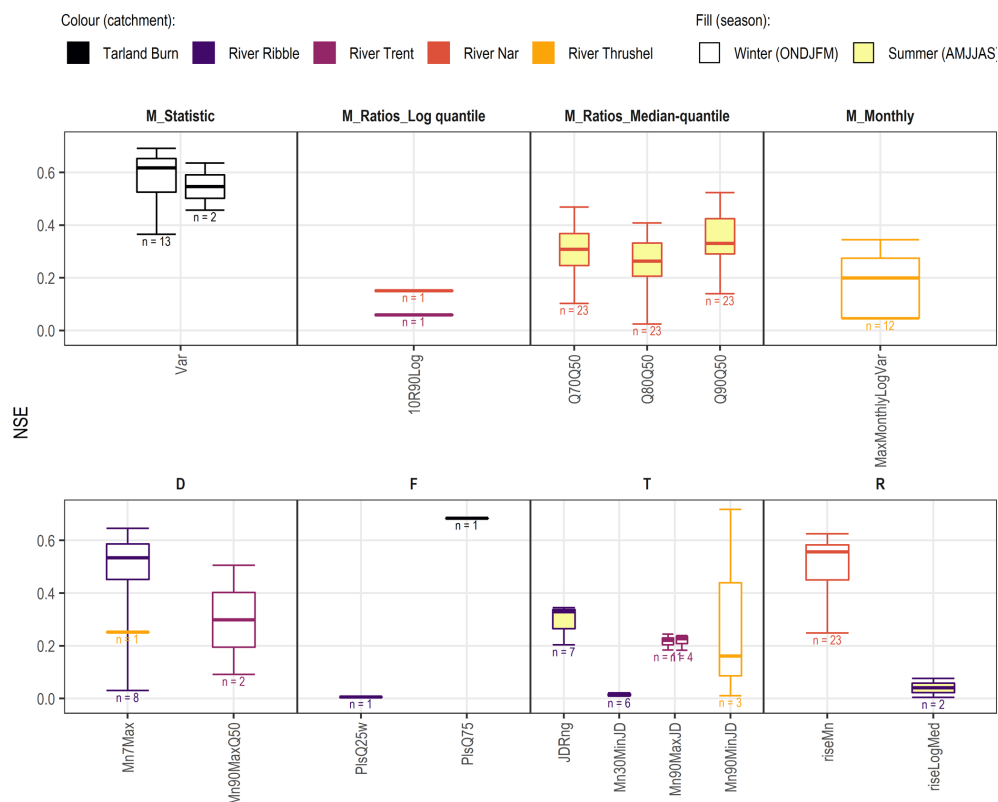 Colour (catchment): Fill (season):
Tarland Burn River Ribble River Trent River Nar River Thrushel Winter (ONDJFM) Summer (AMJJAS)
M_Statistic M_Ratios_Log quantile M_Ratios_Median-quantile M_Monthly
0.6
0.4
0.2
0.0
n = 13
n = 2
n = 1
n = 1
n = 23
n = 23
n = 23
n = 12
Var
10R90Log
Q70Q50
Q80Q50
Q90Q50
MaxMonthlyLogVar
NSE
D F T R
0.6
0.4
0.2
0.0
n = 1
n = 8
n = 2
n = 1
n = 1
n = 7
n = 6
n = 11
n = 4
n = 3
n = 23
n = 2
Mn7Max
Mn90MaxQ50
PlsQ25w
PlsQ75
JDRng
Mn30MinJD
Mn90MaxJD
Mn90MinJD
riseMn
riseLogMed